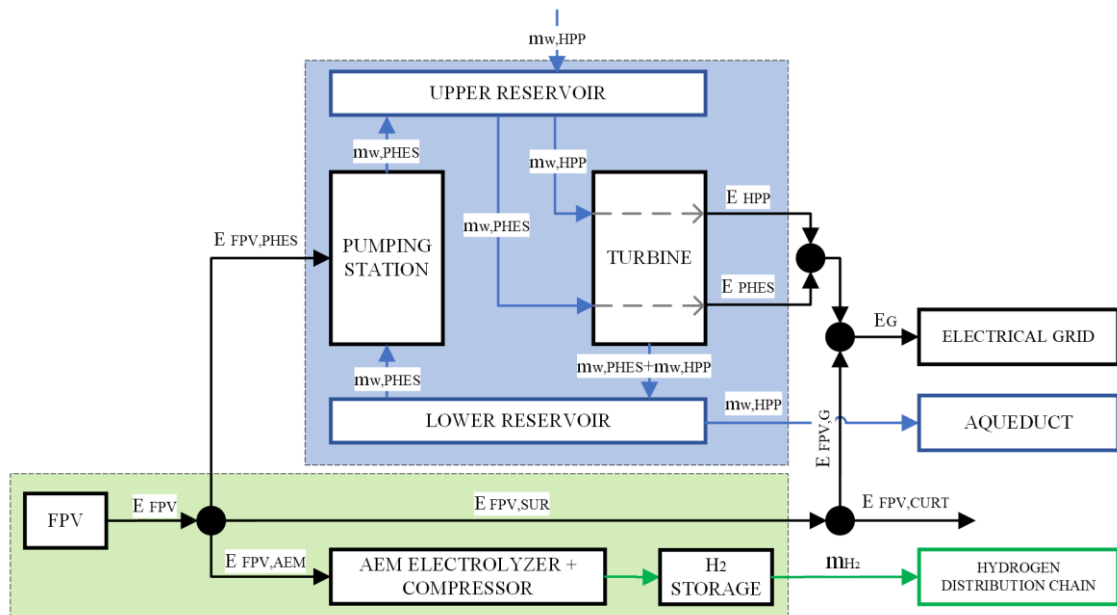 mw,HPP
UPPER RESERVOIR
mw,PHES
mw,HPP
E HPP
mw,PHES
E FPV,PHES
PUMPING
STATION
TURBINE
E PHES
EG
ELECTRICAL GRID
mw,PHES
mw,PHES+mw,HPP
mw,HPP
LOWER RESERVOIR
AQUEDUCT
E FPV,G
FPV
E FPV
E FPV,SUR
E FPV,CURT
E FPV,AEM
AEM ELECTROLYZER +
COMPRESSOR
H2
STORAGE
mH2
HYDROGEN
DISTRIBUTION CHAIN